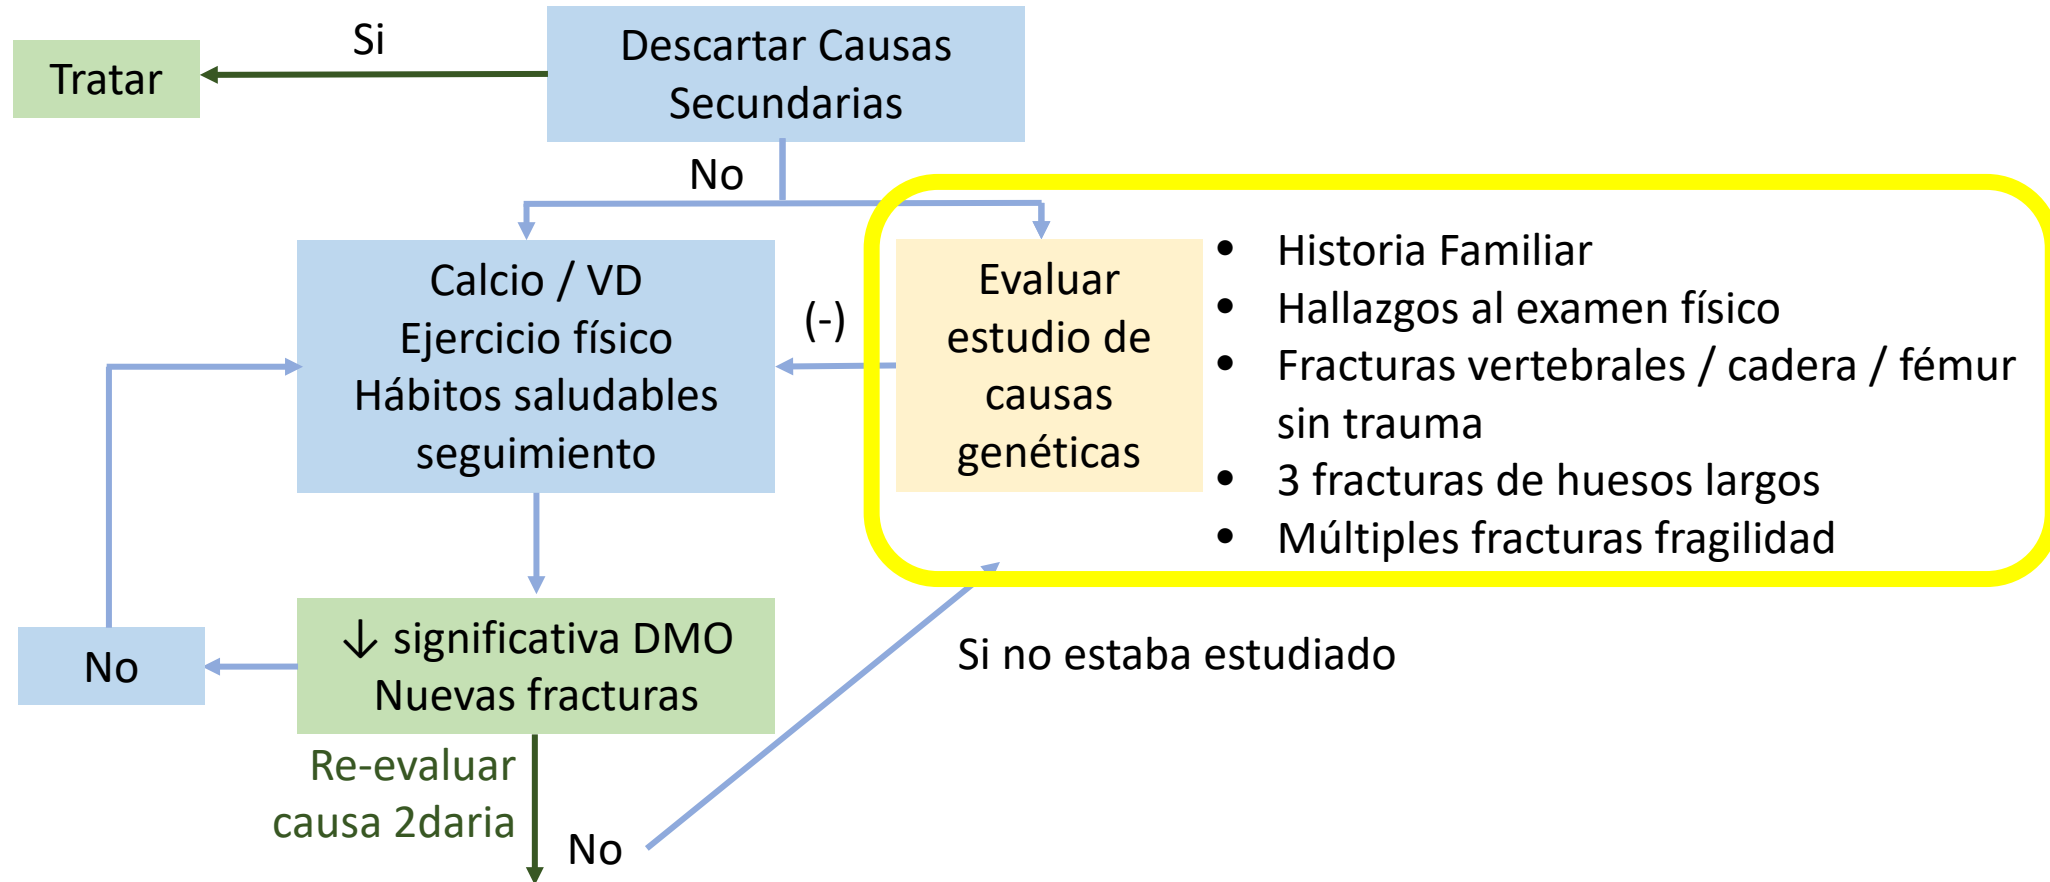 Si
Descartar Causas
Secundarias
Tratar
No
Calcio / VD
Ejercicio físico
Hábitos saludables
seguimiento
(-)
Evaluar
estudio de
causas
genéticas
• Historia Familiar
• Hallazgos al examen físico
• Fracturas vertebrales / cadera / fémur
sin trauma
• 3 fracturas de huesos largos
• Múltiples fracturas fragilidad
No
↓ significativa DMO
Nuevas fracturas
Si no estaba estudiado
Re-evaluar
causa 2daria
No